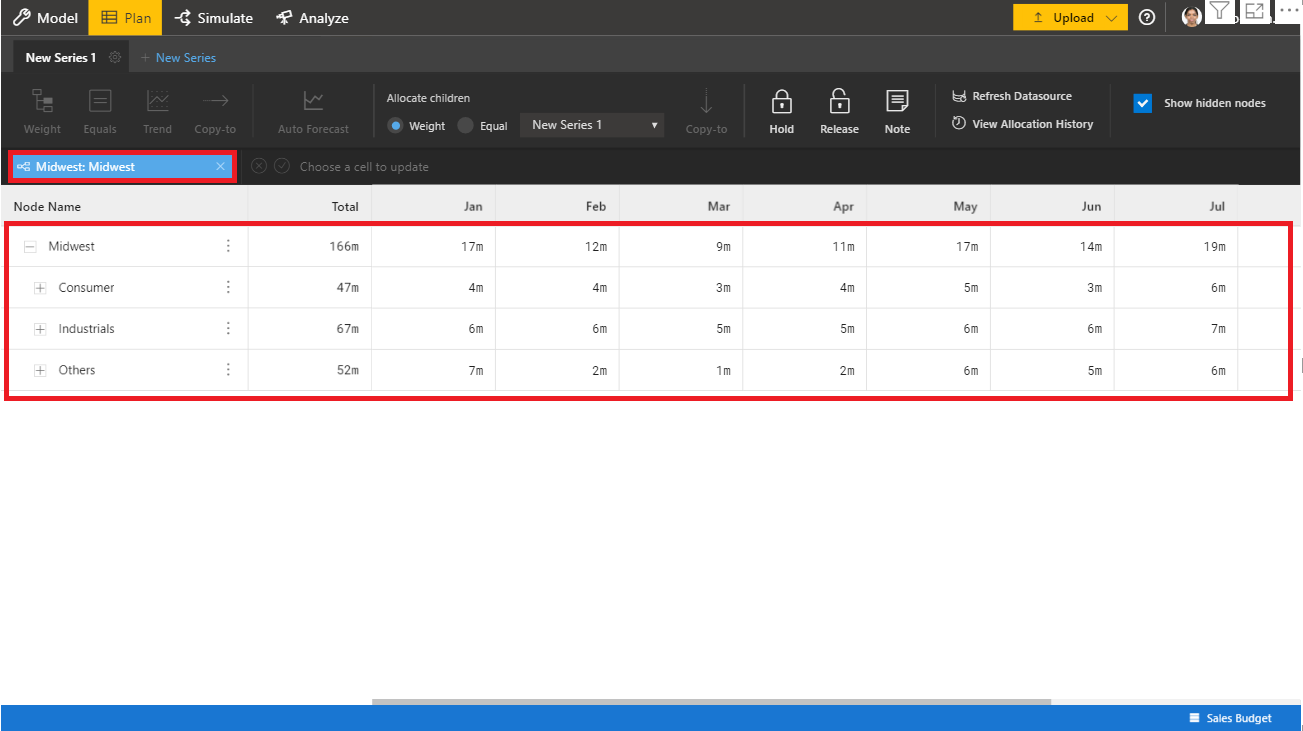 Model Plan Simulate Analyze Upload
New Series 1 + New Series
Allocate children
Weight Equals Trend Copy-to Auto Forecast Weight Equal New Series 1 Copy-to Hold Release Note
Refresh Datasource
View Allocation History
Show hidden nodes
Midwest: Midwest Choose a cell to update
Node Name Total Jan Feb Mar Apr May Jun Jul
Midwest 166m 17m 12m 9m 11m 17m 14m 19m
Consumer 47m 4m 4m 3m 4m 5m 3m 6m
Industrials 67m 6m 6m 5m 5m 6m 6m 7m
Others 52m 7m 2m 1m 2m 6m 5m 6m
Sales Budget